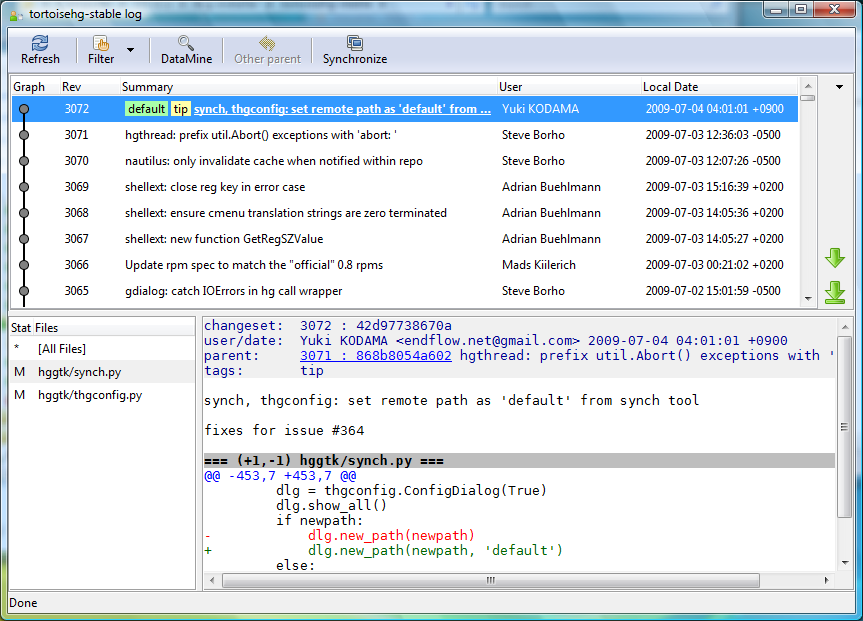 tortoisehg-stable log
Refresh Filter DataMine Other parent Synchronize
Graph Rev Summary User Local Date
3072 default tip synch, thgconfig: set remote path as 'default' from ... Yuki KODAMA 2009-07-04 04:01:01 +0900
3071 hgthread: prefix util.Abort() exceptions with 'abort: ' Steve Borho 2009-07-03 12:36:03 -0500
3070 nautilus: only invalidate cache when notified within repo Steve Borho 2009-07-03 12:07:26 -0500
3069 shellext: close reg key in error case Adrian Buehlmann 2009-07-03 15:16:39 +0200
3068 shellext: ensure cmenu translation strings are zero terminated Adrian Buehlmann 2009-07-03 14:05:36 +0200
3067 shellext: new function GetRegSZValue Adrian Buehlmann 2009-07-03 14:05:27 +0200
3066 Update rpm spec to match the "official" 0.8 rpms Mads Kiilerich 2009-07-03 00:21:02 +0200
3065 gdialog: catch IOErrors in hg call wrapper Steve Borho 2009-07-02 15:01:59 -0500
Stat Files
* [All Files]
M hggtk/synch.py
M hggtk/thgconfig.py
changeset: 3072 : 42d97738670a
user/date: Yuki KODAMA <endflow.net@gmail.com> 2009-07-04 04:01:01 +0900
parent: 3071 : 868b8054a602 hgthread: prefix util.Abort() exceptions with '
tags: tip
synch, thgconfig: set remote path as 'default' from synch tool
fixes for issue #364
=== (+1,-1) hggtk/synch.py ===
@@ -453,7 +453,7 @@
dlg = thgconfig.ConfigDialog(True)
dlg.show_all()
if newpath:
- dlg.new_path(newpath)
+ dlg.new_path(newpath, 'default')
else:
Done